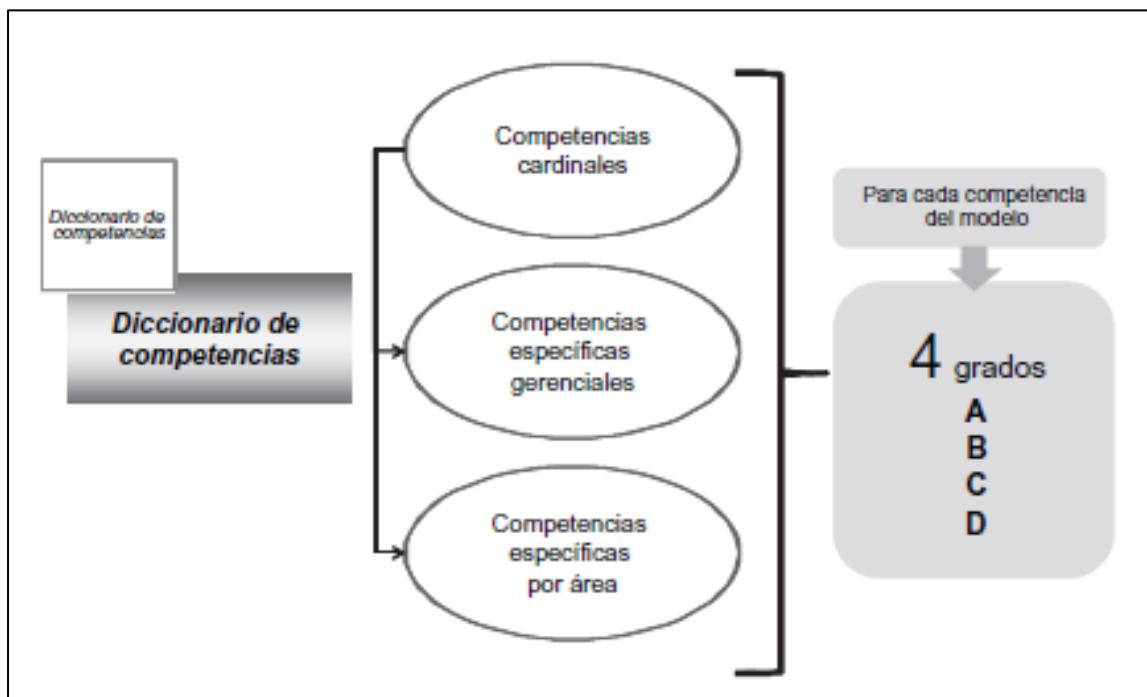 Diccionario de
competencias
Diccionario de
competencias
Competencias
cardinales
Competencias
específicas
gerenciales
Competencias
específicas
por área
Para cada competencia
del modelo
4 grados
A
B
C
D